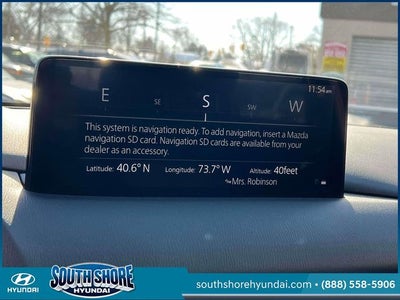 11:54 am
E SE S SW W
This system is navigation ready. To add navigation, insert a Mazda
navigation SD card. Navigation SD cards are available from your
dealer as an accessory.
Latitude: 40.6° N Longitude: 73.7° W Altitude: 40feet
Mrs. Robinson
HYUNDAI
SOUTH SHORE
HYUNDAI
southshorehyundai.com • (888) 558-5906